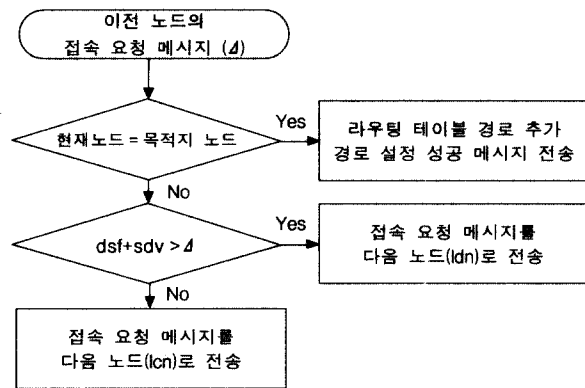 이전 노드의
접속 요청 메시지 (Δ)
현재노드 = 목적지 노드
Yes
라우팅 테이블 경로 추가
경로 설정 성공 메시지 전송
No
dsf+sdv > Δ
Yes
접속 요청 메시지를
다음 노드(ldn)로 전송
No
접속 요청 메시지를
다음 노드(lcn)로 전송